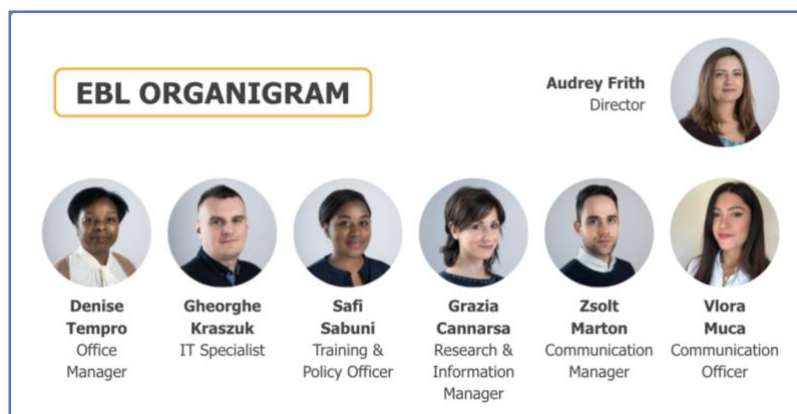 EBL ORGANIGRAM
Audrey Frith
Director
Denise
Tempro
Office
Manager
Gheorghe
Kraszuk
IT Specialist
Safi
Sabuni
Training &
Policy Officer
Grazia
Cannarsa
Research &
Information
Manager
Zsolt
Marton
Communication
Manager
Vlora
Muca
Communication
Officer